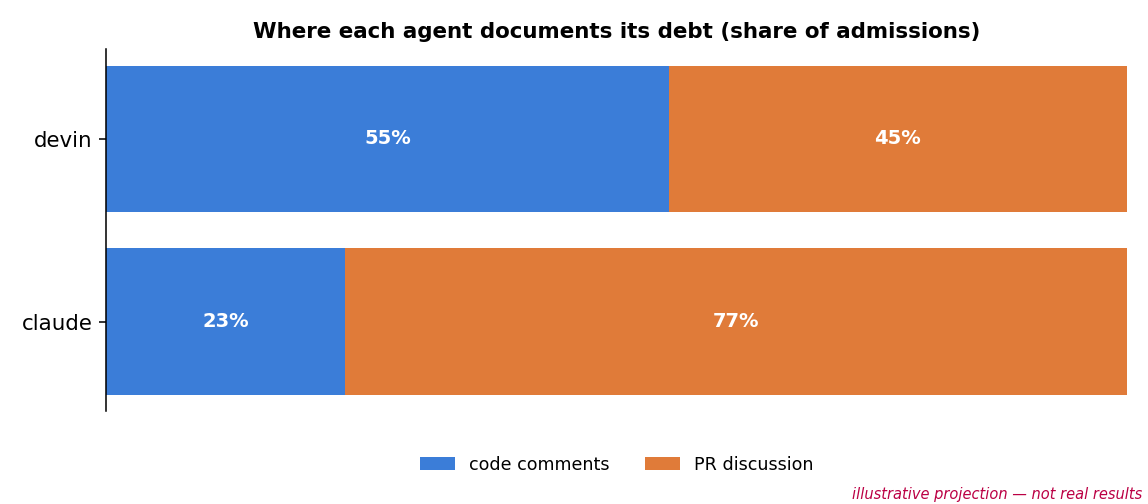 Where each agent documents its debt (share of admissions)
devin
55%
45%
claude
23%
77%
code comments
PR discussion
illustrative projection — not real results